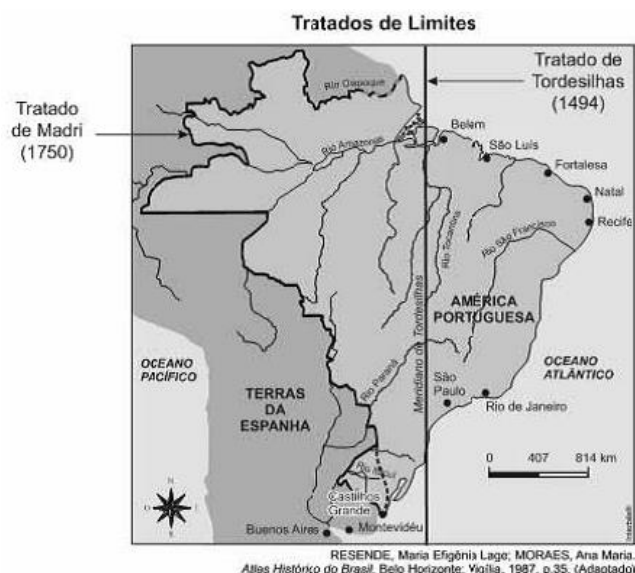 Tratados de Limites
Tratado de
Tordesilhas
(1494)
Tratado
de Madri
(1750)
Rio Oiapoque
Rio Amazonas
Belem
São Luís
Fortalesa
Natal
Recife
Rio Tocantins
Rio São Francisco
AMÉRICA
PORTUGUESA
Meridiano de Tordesilhas
OCEANO
PACÍFICO
OCEANO
ATLÂNTICO
Rio Paraná
São
Paulo
Rio de Janeiro
TERRAS
DA
ESPANHA
0 407 814 km
Castilhos
Grande
N
Buenos Aires
Montevidéu
RESENDE, Maria Efigênia Lage; MORAES, Ana Maria.
Atlas Histórico do Brasil. Belo Horizonte: Vigília, 1987. p.35. (Adaptado)